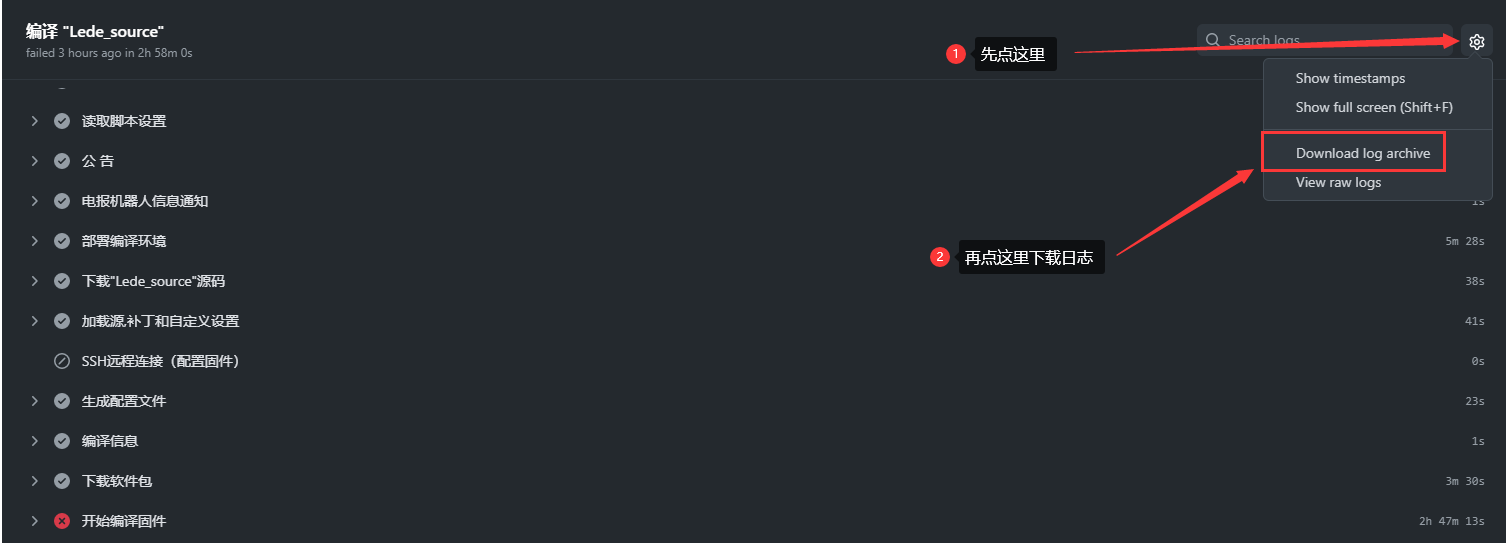 编译 "Lede_source"
failed 3 hours ago in 2h 58m 0s
1 先点这里
Search logs
Show timestamps
Show full screen (Shift+F)
Download log archive
View raw logs
读取脚本设置
公 告
电报机器人信息通知
1s
部署编译环境
5m 28s
2 再点这里下载日志
下载"Lede_source"源码
38s
加载源,补丁和自定义设置
41s
SSH远程连接（配置固件）
0s
生成配置文件
23s
编译信息
1s
下载软件包
3m 30s
开始编译固件
2h 47m 13s